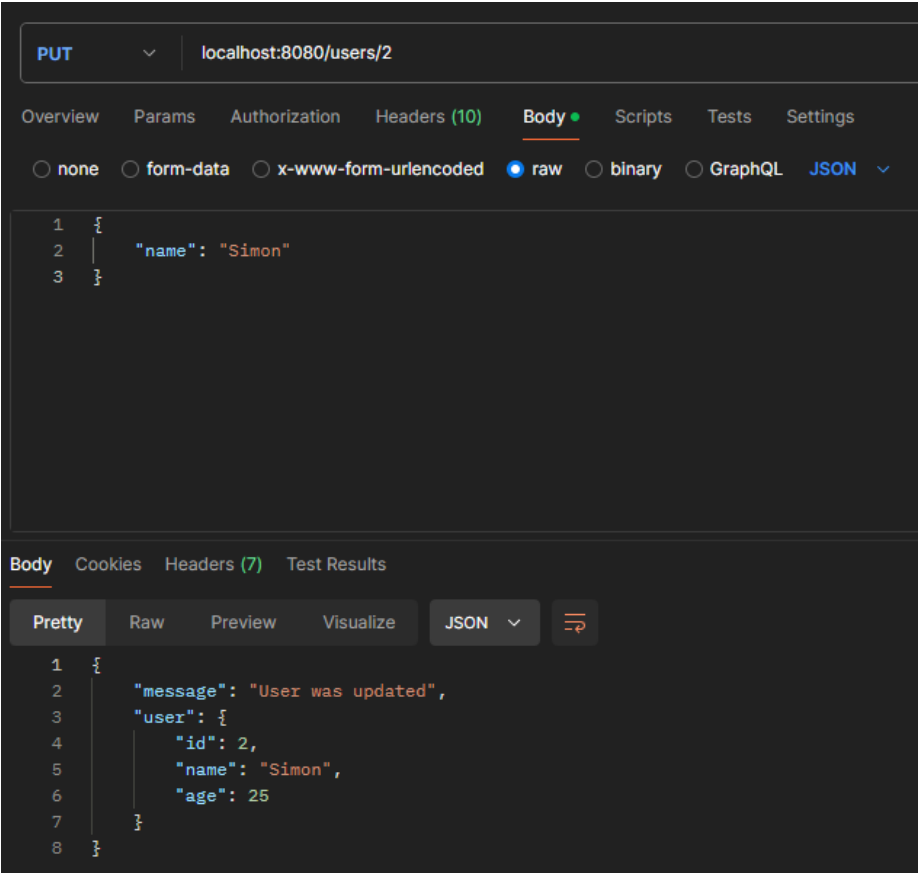 PUT localhost:8080/users/2
Overview Params Authorization Headers (10) Body Scripts Tests Settings
none form-data x-www-form-urlencoded raw binary GraphQL JSON
1 {
2 "name": "Simon"
3 }
Body Cookies Headers (7) Test Results
Pretty Raw Preview Visualize JSON
1 {
2 "message": "User was updated",
3 "user": {
4 "id": 2,
5 "name": "Simon",
6 "age": 25
7 }
8 }